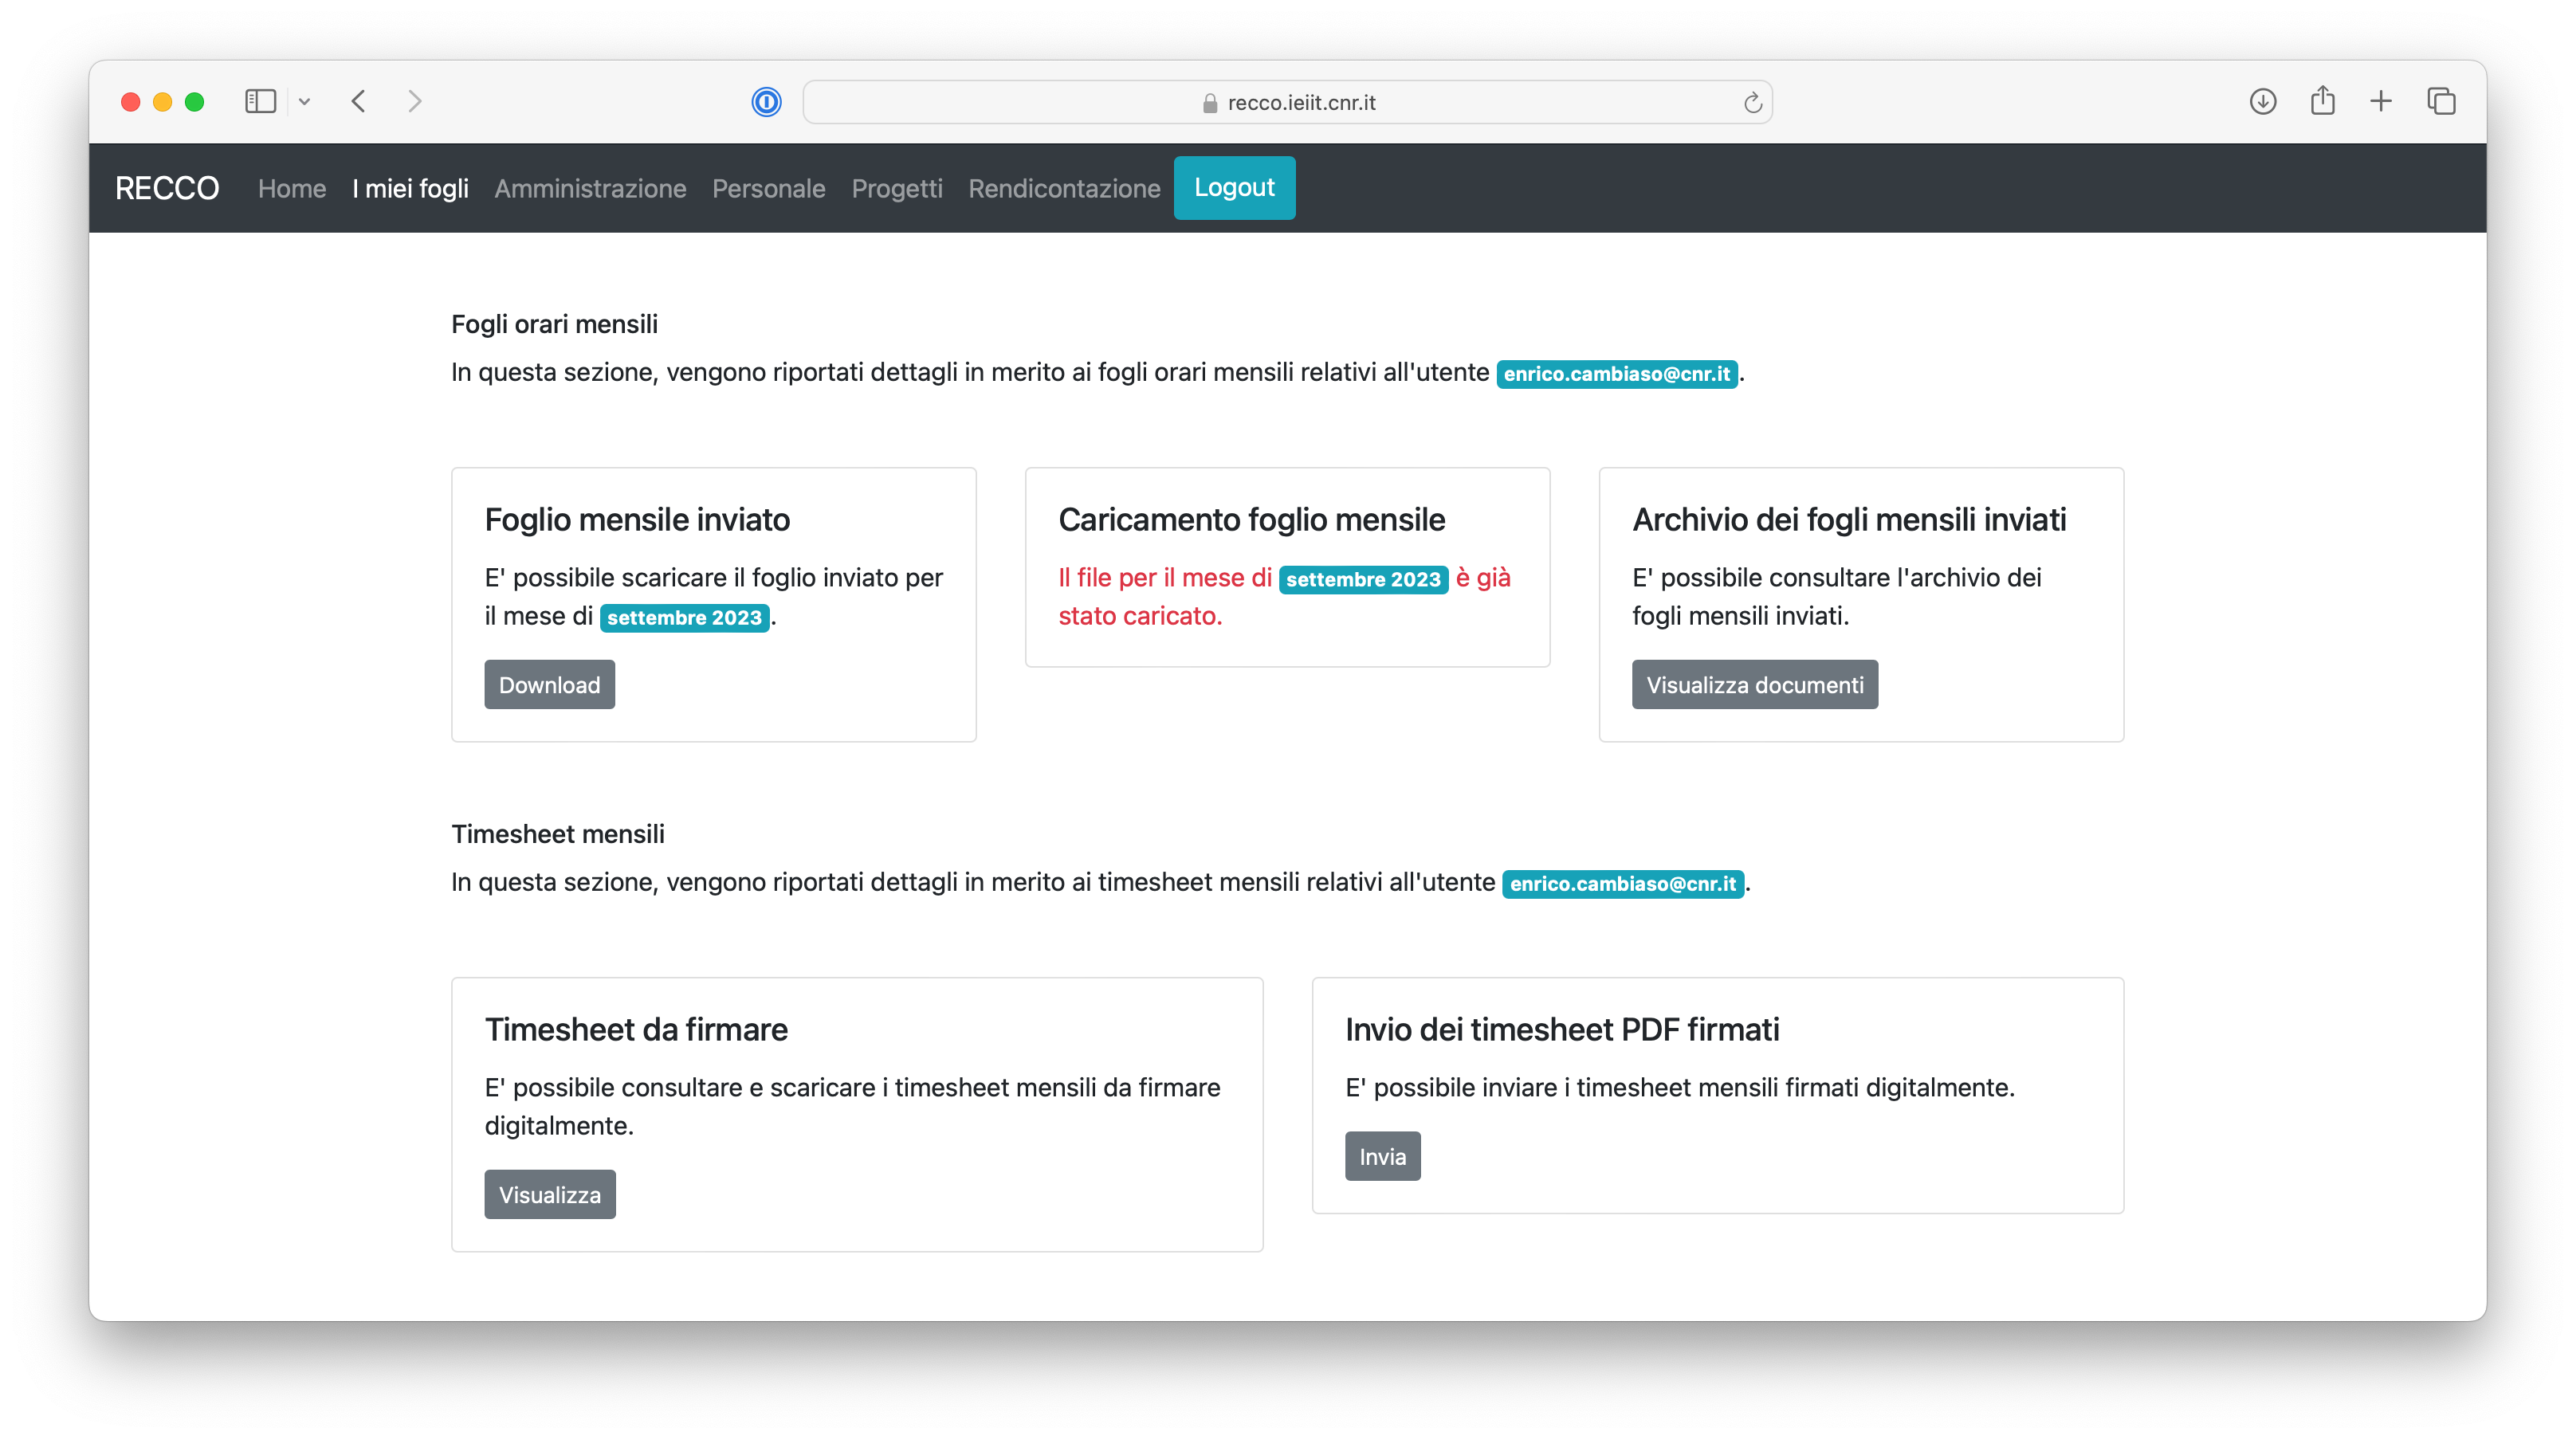 recco.ieiit.cnr.it
RECCO Home I miei fogli Amministrazione Personale Progetti Rendicontazione Logout
Fogli orari mensili
In questa sezione, vengono riportati dettagli in merito ai fogli orari mensili relativi all'utente enrico.cambiaso@cnr.it.
Foglio mensile inviato
E' possibile scaricare il foglio inviato per
il mese di settembre 2023.
Download
Caricamento foglio mensile
Il file per il mese di settembre 2023 è già
stato caricato.
Archivio dei fogli mensili inviati
E' possibile consultare l'archivio dei
fogli mensili inviati.
Visualizza documenti
Timesheet mensili
In questa sezione, vengono riportati dettagli in merito ai timesheet mensili relativi all'utente enrico.cambiaso@cnr.it.
Timesheet da firmare
E' possibile consultare e scaricare i timesheet mensili da firmare
digitalmente.
Visualizza
Invio dei timesheet PDF firmati
E' possibile inviare i timesheet mensili firmati digitalmente.
Invia